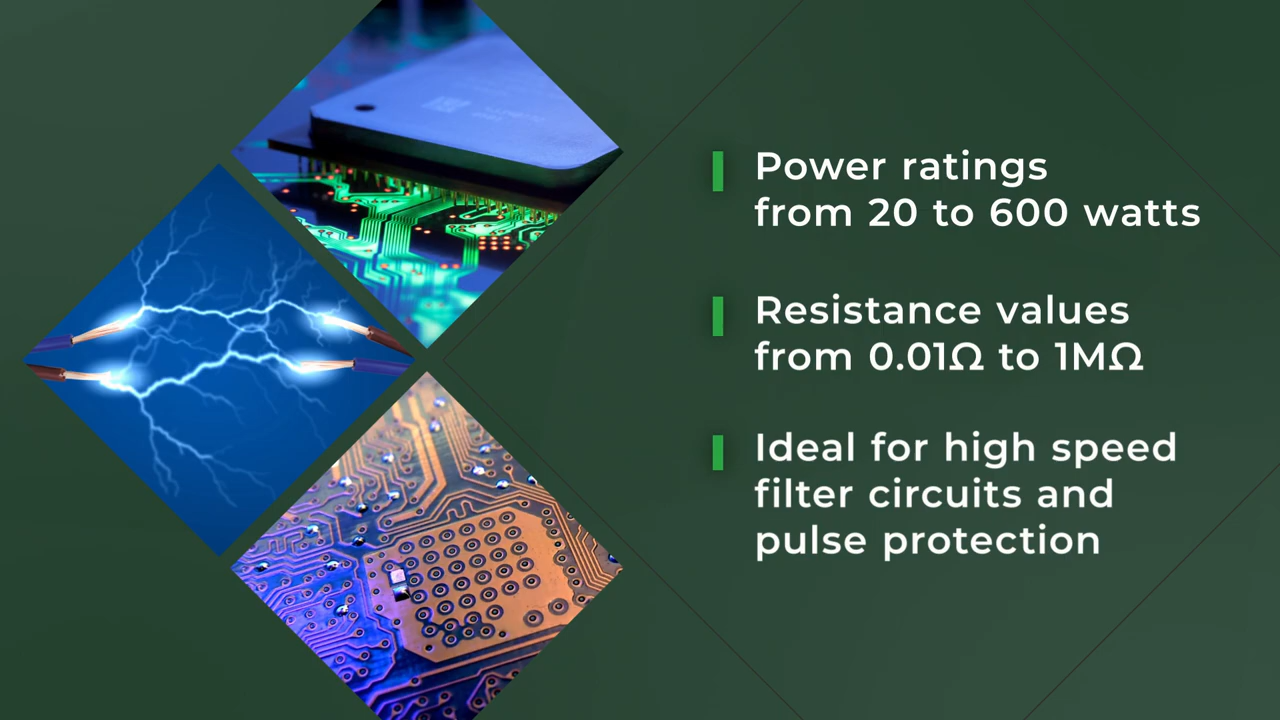 Power ratings
from 20 to 600 watts
Resistance values
from 0.01Ω to 1MΩ
Ideal for high speed
filter circuits and
pulse protection